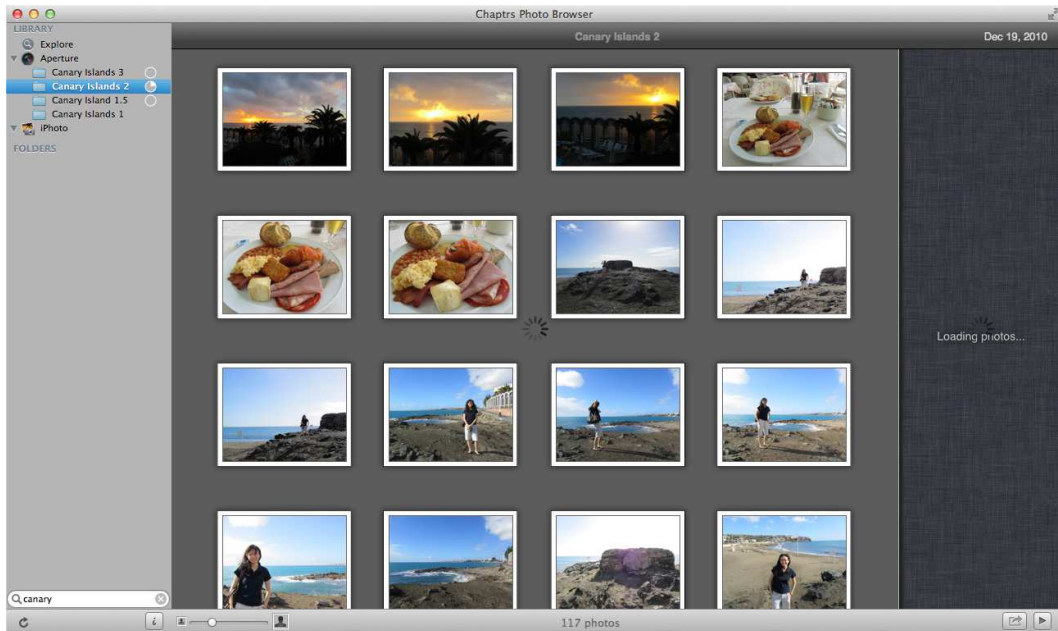 Chaptrs Photo Browser
LIBRARY
Explore
Aperture
Canary Islands 3
Canary Islands 2
Canary Island 1.5
Canary Islands 1
iPhoto
FOLDERS
Canary Islands 2
Dec 19, 2010
Loading photos...
canary
i
117 photos